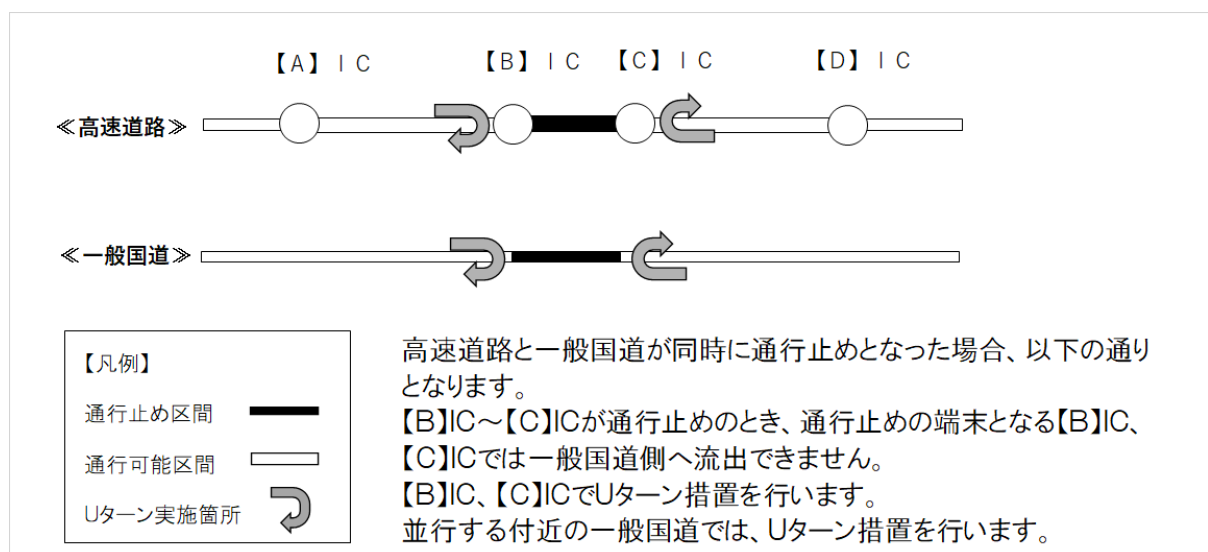 【A】ＩＣ 【B】ＩＣ 【C】ＩＣ 【D】ＩＣ
≪高速道路≫
≪一般国道≫
【凡例】
通行止め区間
通行可能区間
Uターン実施箇所
高速道路と一般国道が同時に通行止めとなった場合、以下の通り
となります。
【B】IC～【C】ICが通行止めのとき、通行止めの端末となる【B】IC、
【C】ICでは一般国道側へ流出できません。
【B】IC、【C】ICでUターン措置を行います。
並行する付近の一般国道では、Uターン措置を行います。